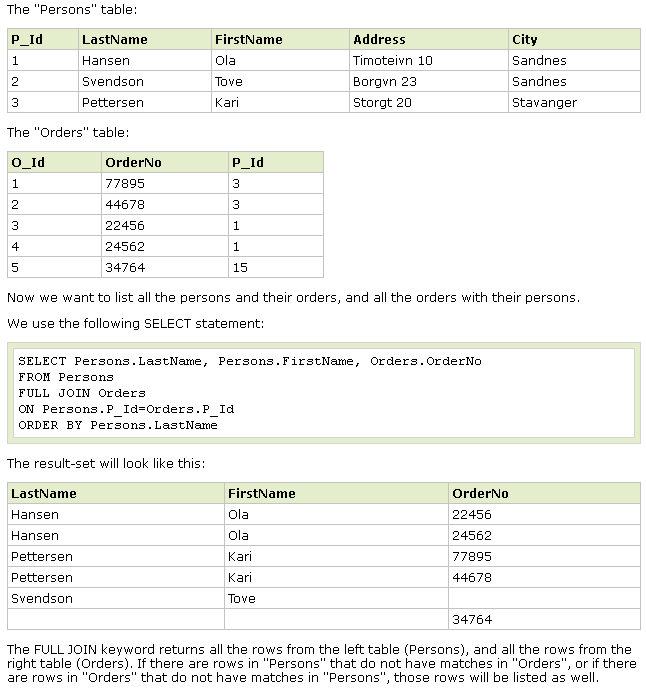 The "Persons" table:
P_Id LastName FirstName Address City
1 Hansen Ola Timoteivn 10 Sandnes
2 Svendson Tove Borgvn 23 Sandnes
3 Pettersen Kari Storgt 20 Stavanger
The "Orders" table:
O_Id OrderNo P_Id
1 77895 3
2 44678 3
3 22456 1
4 24562 1
5 34764 15
Now we want to list all the persons and their orders, and all the orders with their persons.
We use the following SELECT statement:
SELECT Persons.LastName, Persons.FirstName, Orders.OrderNo
FROM Persons
FULL JOIN Orders
ON Persons.P_Id=Orders.P_Id
ORDER BY Persons.LastName
The result-set will look like this:
LastName FirstName OrderNo
Hansen Ola 22456
Hansen Ola 24562
Pettersen Kari 77895
Pettersen Kari 44678
Svendson Tove
34764
The FULL JOIN keyword returns all the rows from the left table (Persons), and all the rows from the
right table (Orders). If there are rows in "Persons" that do not have matches in "Orders", or if there
are rows in "Orders" that do not have matches in "Persons", those rows will be listed as well.